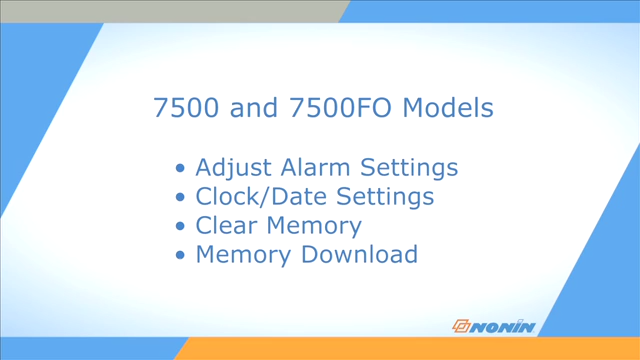 7500 and 7500FO Models
• Adjust Alarm Settings
• Clock/Date Settings
• Clear Memory
• Memory Download
NONIN